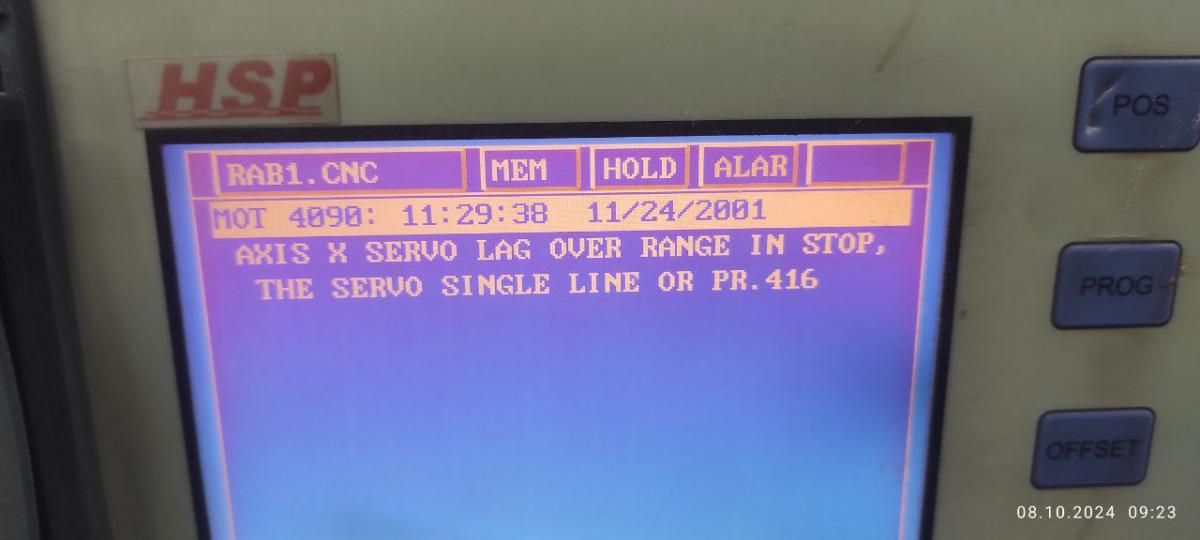 HSP
RAB1.CNC MEM HOLD ALAR
MOT 4090: 11:29:38 11/24/2001
AXIS X SERVO LAG OVER RANGE IN STOP,
THE SERVO SINGLE LINE OR PR.416
POS
PROG
OFFSET
08.10.2024 09:23